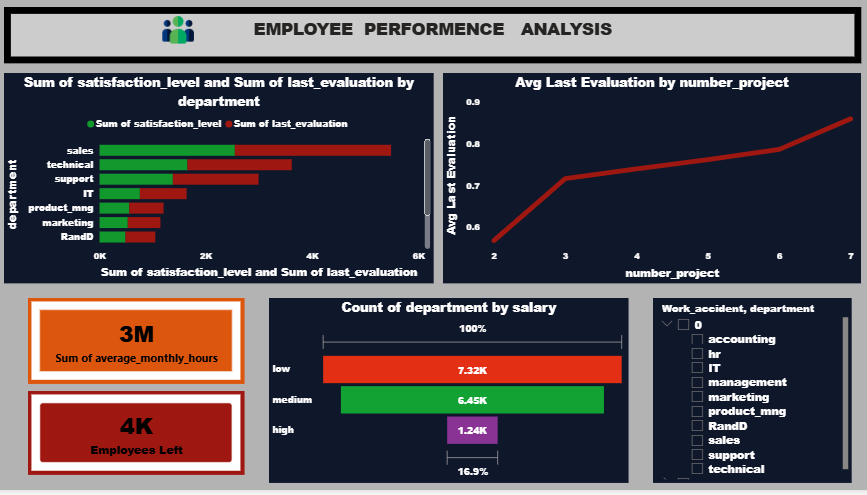 EMPLOYEE PERFORMENCE ANALYSIS
Sum of satisfaction_level and Sum of last_evaluation by
department
Sum of satisfaction_level Sum of last_evaluation
department
sales
technical
support
IT
product_mng
marketing
RandD
0K 2K 4K 6K
Sum of satisfaction_level and Sum of last_evaluation
Avg Last Evaluation by number_project
Avg Last Evaluation
0.9
0.8
0.7
0.6
2 3 4 5 6 7
number_project
3M
Sum of average_monthly_hours
4K
Employees Left
Count of department by salary
100%
low 7.32K
medium 6.45K
high 1.24K
16.9%
Work_accident, department
0
accounting
hr
IT
management
marketing
product_mng
RandD
sales
support
technical